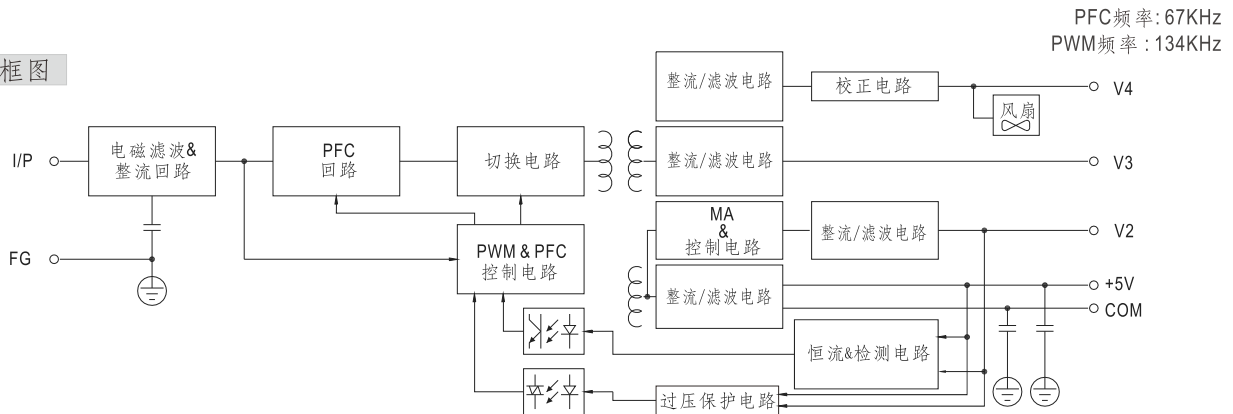 PFC频率: 67KHz
PWM频率 : 134KHz
框图
整流/滤波电路
校正电路
V4
风扇
I/P
电磁滤波&
整流回路
PFC
回路
切换电路
整流/滤波电路
V3
MA
&
控制电路
整流/滤波电路
V2
FG
PWM & PFC
控制电路
整流/滤波电路
+5V
COM
恒流&检测电路
过压保护电路